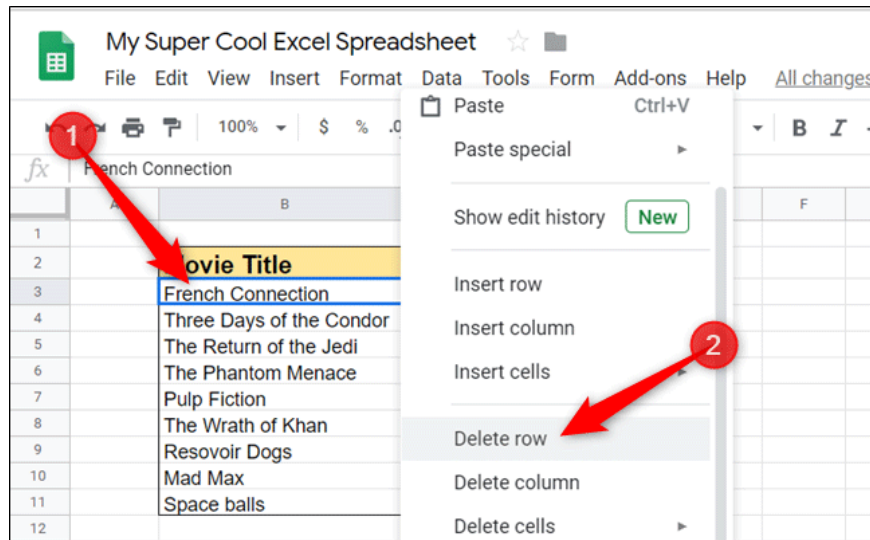 My Super Cool Excel Spreadsheet
File Edit View Insert Format Data Tools Form Add-ons Help All changes
100% $ % .0 B I
1
fx French Connection
A B F
1
2 Movie Title
3 French Connection
4 Three Days of the Condor
5 The Return of the Jedi
6 The Phantom Menace
7 Pulp Fiction
8 The Wrath of Khan
9 Resovoir Dogs
10 Mad Max
11 Space balls
12
Paste Ctrl+V
Paste special
Show edit history New
Insert row
Insert column
Insert cells
2
Delete row
Delete column
Delete cells